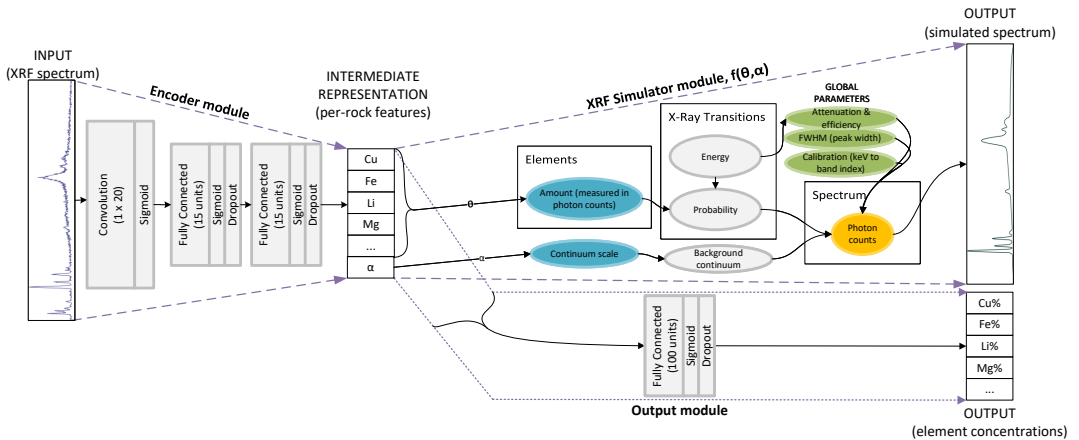 INPUT
(XRF spectrum)
Encoder module
Convolution
(1 x 20)
Sigmoid
Fully Connected
(15 units)
Sigmoid
Dropout
Fully Connected
(15 units)
Sigmoid
Dropout
INTERMEDIATE
REPRESENTATION
(per-rock features)
Cu
Fe
Li
Mg
...
α
θ
α
XRF Simulator module, f(θ,α)
Elements
Amount (measured in
photon counts)
Continuum scale
X-Ray Transitions
Energy
Probability
Background
continuum
GLOBAL
PARAMETERS
Attenuation &
efficiency
FWHM (peak width)
Calibration (keV to
band index)
Spectrum
Photon
counts
OUTPUT
(simulated spectrum)
Fully Connected
(100 units)
Sigmoid
Dropout
Output module
Cu%
Fe%
Li%
Mg%
...
OUTPUT
(element concentrations)